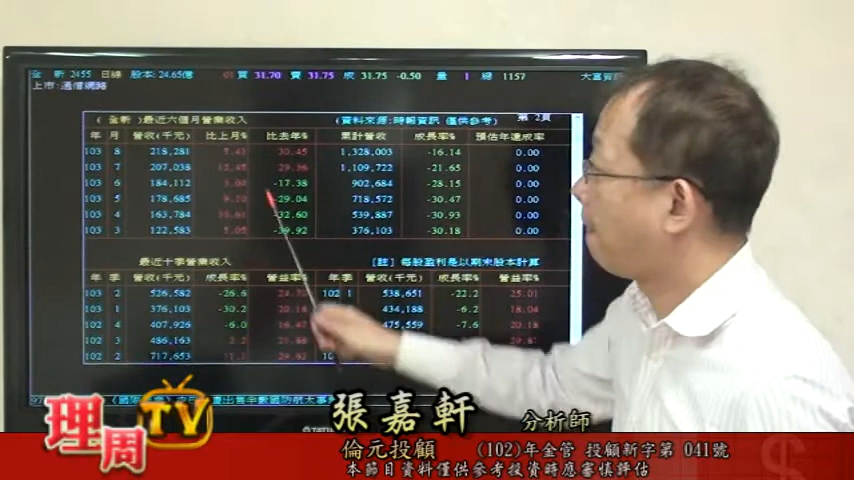 全 新 2455 日線 股本: 24.65億 買 31.70 賣 31.75 成 31.75 -0.50 量 1 總 1157 大富資訊
上市: 通信網路
( 全新 )最近六個月營業收入 (資料來源:時報資訊 僅供參考) 第 2頁
年 月 營收(千元) 比上月% 比去年% 累計營收 成長率% 預估年達成率
103 8 218,281 5.43 30.45 1,328,003 -16.14 0.00
103 7 207,038 12.45 29.36 1,109,722 -21.65 0.00
103 6 184,112 3.04 -17.38 902,684 -28.15 0.00
103 5 178,685 9.10 -29.04 718,572 -30.47 0.00
103 4 163,784 -32.60 539,887 -30.93 0.00
103 3 122,583 5.05 -39.92 376,103 -30.18 0.00
最近十季營業收入 [註] 每股盈利是以期末股本計算
年 季 營收(千元) 成長率% 營益率% 年 季 營收(千元) 成長率% 營益率%
103 2 526,582 -26.6 102 1 538,651 -22.2 25.01
103 1 376,103 -30.2 20.18 434,188 -6.2 18.04
102 4 407,926 -6.0 16.47 475,559 -7.6 20.18
102 3 486,163 2.2 21.88
102 2 717,653 11.1 29.62
理周TV
張嘉軒 分析師
倫元投顧 (102)年金管 投顧新字第 041號
本節目資料僅供參考投資時應審慎評估